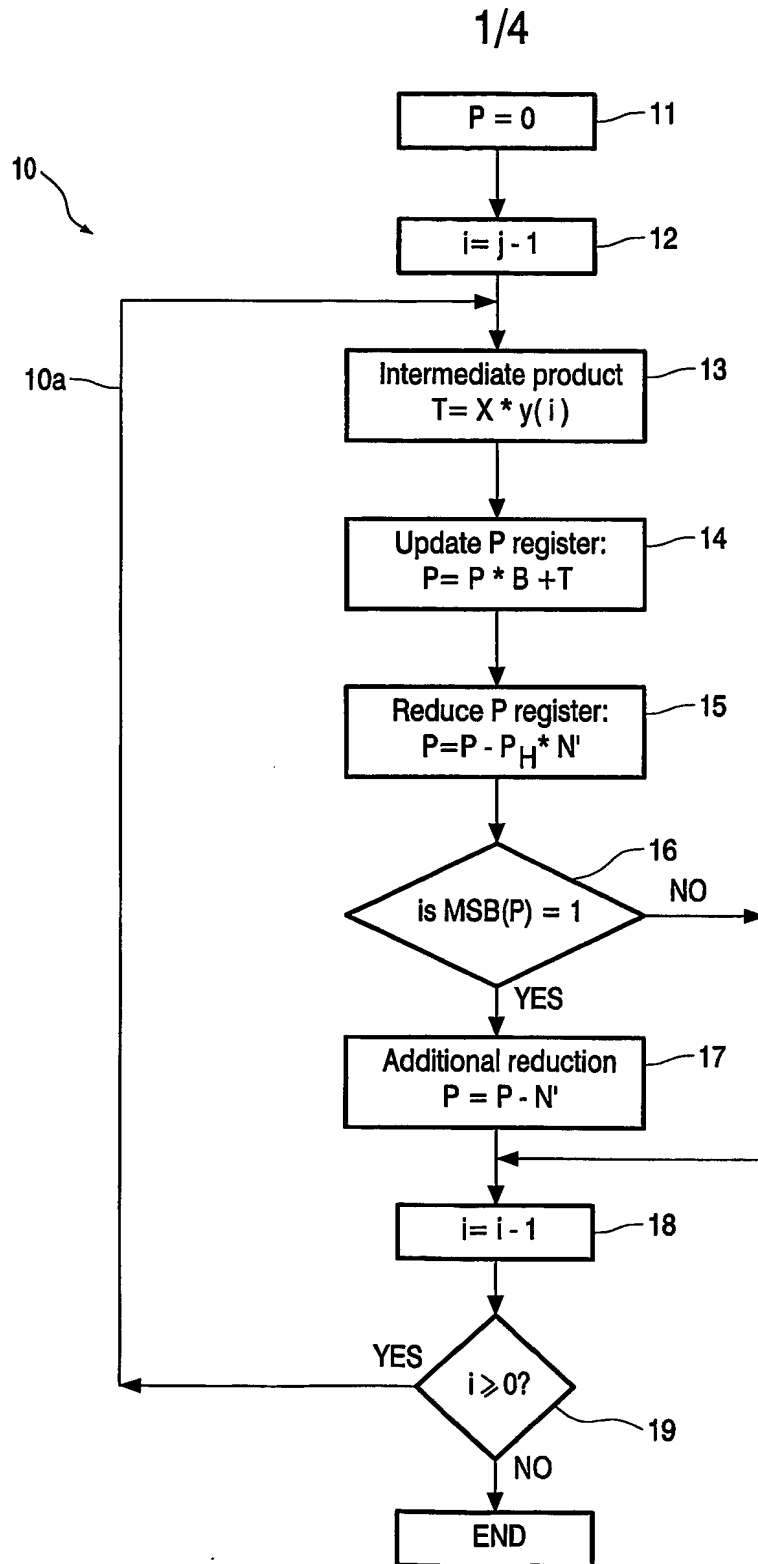 1/4
P = 0
11
10
i= j - 1
12
10a
Intermediate product
T= X * y( i )
13
Update P register:
P= P * B +T
14
Reduce P register:
P=P - P_H* N'
15
16
is MSB(P) = 1
NO
YES
Additional reduction
P = P - N'
17
i= i - 1
18
YES
i ⩾ 0?
19
NO
END